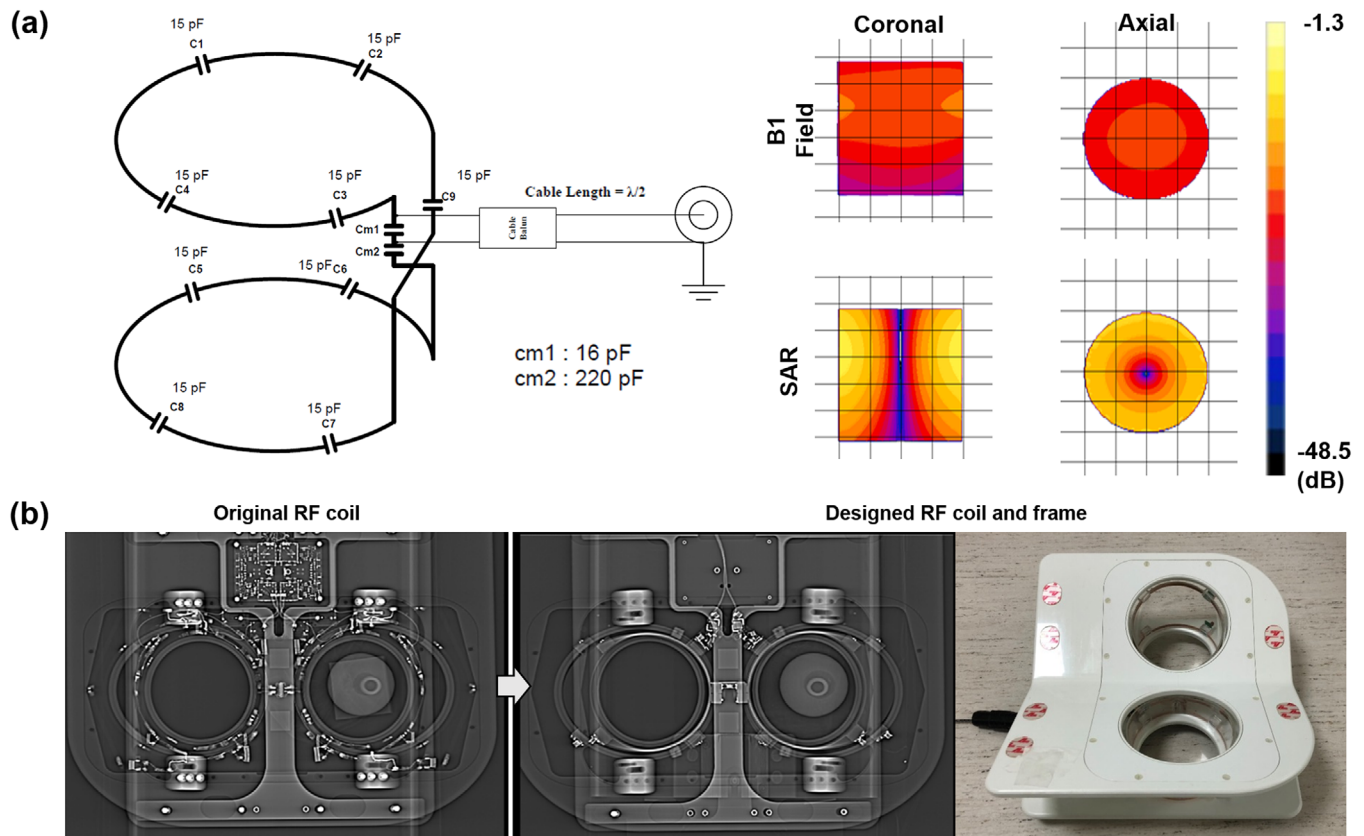 (a)
15 pF
C1
15 pF
C2
15 pF
C4
15 pF
C3
15 pF
C9
Cm1
Cm2
Cable Length = λ/2
Cable
Balun
15 pF
C5
15 pF
C6
15 pF
C8
15 pF
C7
cm1 : 16 pF
cm2 : 220 pF
Coronal
Axial
B1
Field
SAR
-1.3
-48.5
(dB)
(b)
Original RF coil
Designed RF coil and frame